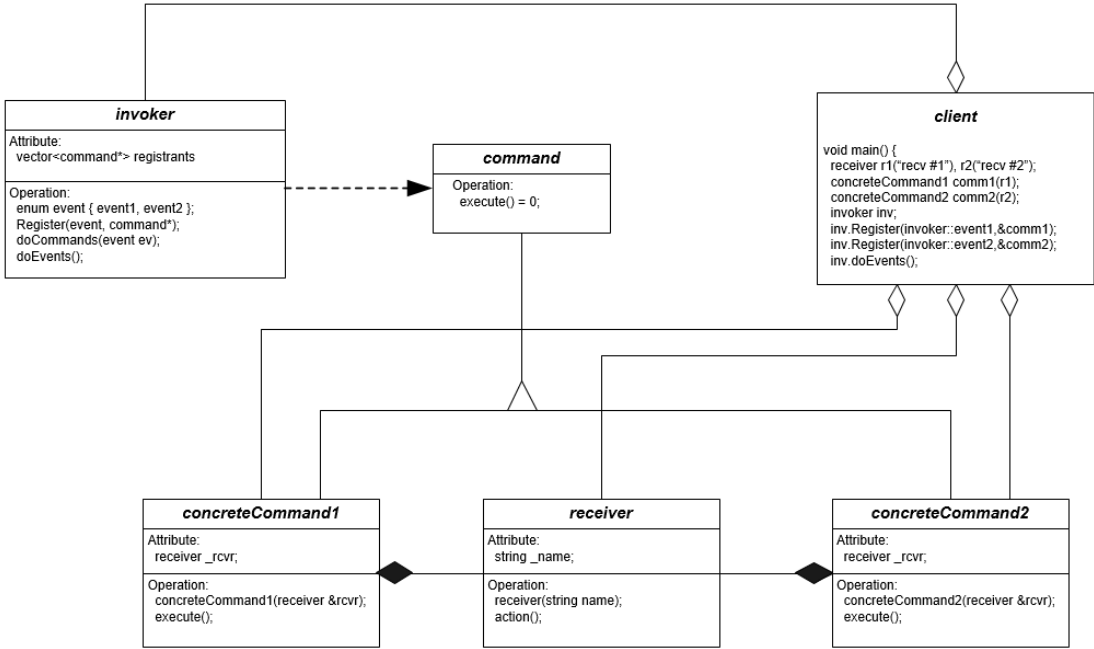 invoker
Attribute:
vector<command*> registrants
Operation:
enum event { event1, event2 };
Register(event, command*);
doCommands(event ev);
doEvents();
command
Operation:
execute() = 0;
client
void main() {
receiver r1(“recv #1”), r2(“recv #2”);
concreteCommand1 comm1(r1);
concreteCommand2 comm2(r2);
invoker inv;
inv.Register(invoker::event1,&comm1);
inv.Register(invoker::event2,&comm2);
inv.doEvents();
concreteCommand1
Attribute:
receiver _rcvr;
Operation:
concreteCommand1(receiver &rcvr);
execute();
receiver
Attribute:
string _name;
Operation:
receiver(string name);
action();
concreteCommand2
Attribute:
receiver _rcvr;
Operation:
concreteCommand2(receiver &rcvr);
execute();